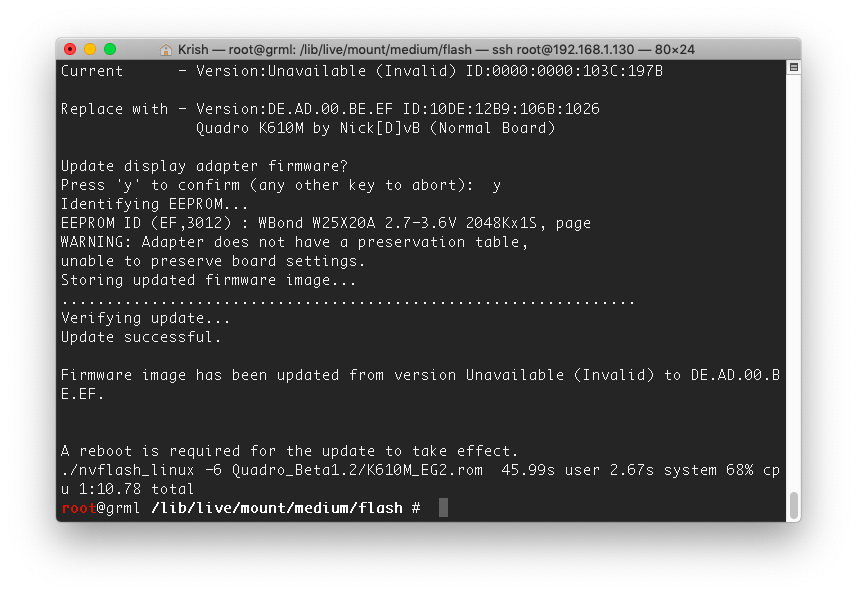 Krish — root@grml: /lib/live/mount/medium/flash — ssh root@192.168.1.130 — 80×24
Current      - Version:Unavailable (Invalid) ID:0000:0000:103C:197B
Replace with - Version:DE.AD.00.BE.EF ID:10DE:12B9:106B:1026
               Quadro K610M by Nick[D]vB (Normal Board)
Update display adapter firmware?
Press 'y' to confirm (any other key to abort):  y
Identifying EEPROM...
EEPROM ID (EF,3012) : WBond W25X20A 2.7-3.6V 2048Kx1S, page
WARNING: Adapter does not have a preservation table,
unable to preserve board settings.
Storing updated firmware image...
................................................................
Verifying update...
Update successful.
Firmware image has been updated from version Unavailable (Invalid) to DE.AD.00.B
E.EF.
A reboot is required for the update to take effect.
./nvflash_linux -6 Quadro_Beta1.2/K610M_EG2.rom  45.99s user 2.67s system 68% cp
u 1:10.78 total
root@grml /lib/live/mount/medium/flash #